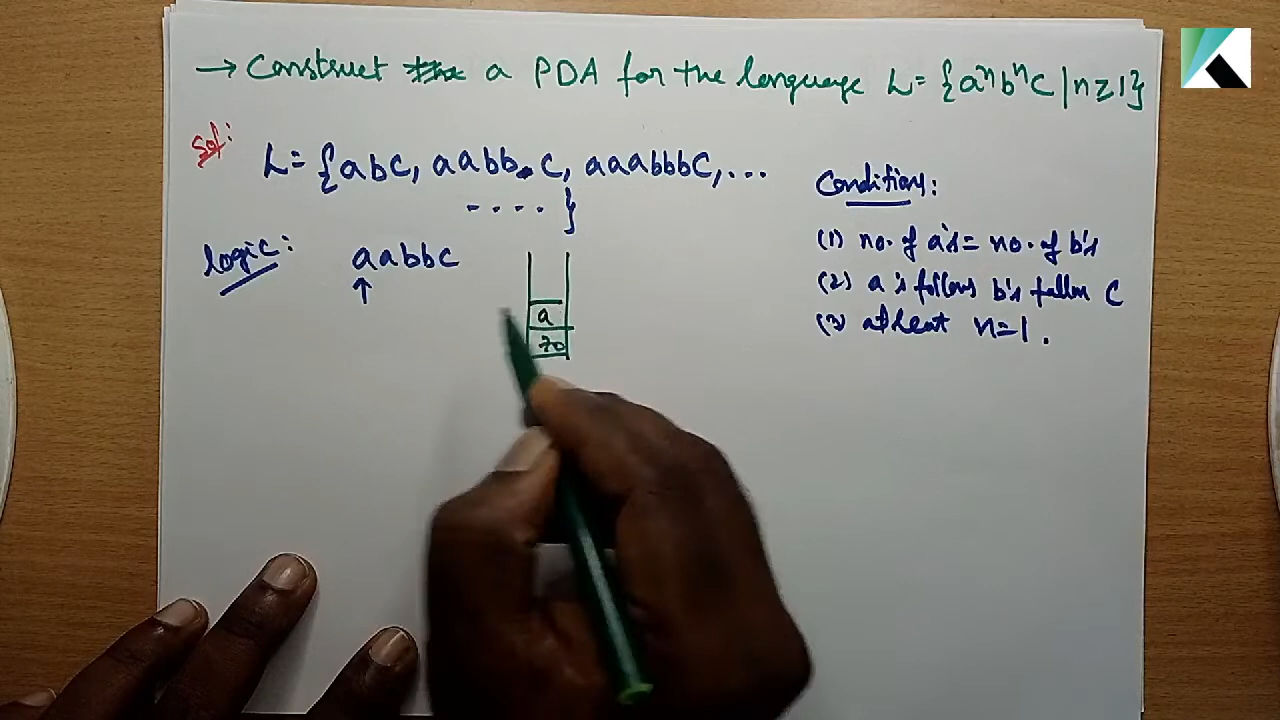 → Construct a PDA for the language L= {aⁿbⁿc | n≥1}
Sol:
L= {abc, aabbc, aaabbbc, ...
....}
Conditions:
(1) no. of a's = no. of b's
(2) a's follows b's follow c
(3) atleast n=1.
logic:
aabbc
↑
a
z0